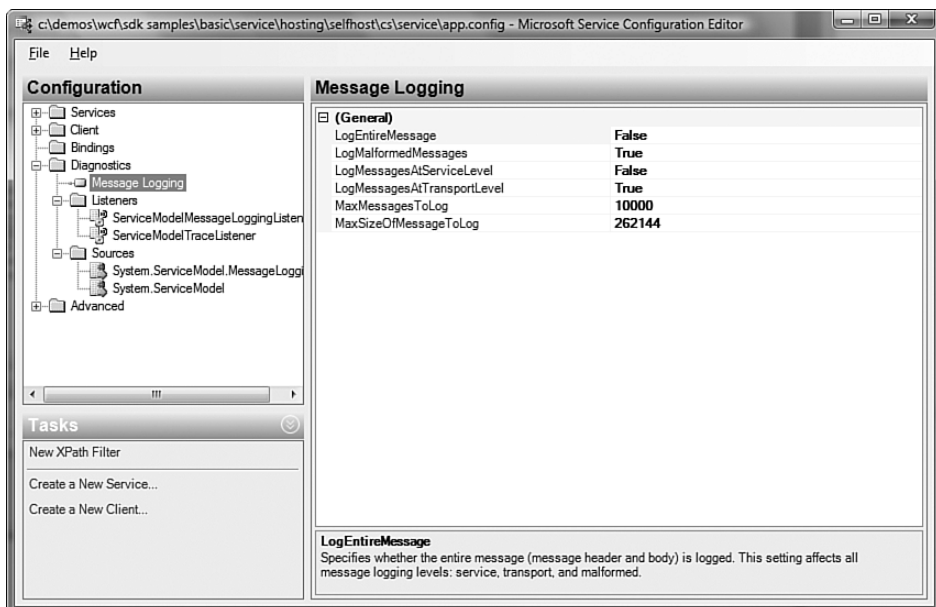 c:\demos\wcf\sdk samples\basic\service\hosting\selfhost\cs\service\app.config - Microsoft Service Configuration Editor
File Help
Configuration
Services
Client
Bindings
Diagnostics
Message Logging
Listeners
ServiceModelMessageLoggingListen
ServiceModelTraceListener
Sources
System.ServiceModel.MessageLoggi
System.ServiceModel
Advanced
Tasks
New XPath Filter
Create a New Service...
Create a New Client...
Message Logging
(General)
LogEntireMessage False
LogMalformedMessages True
LogMessagesAtServiceLevel False
LogMessagesAtTransportLevel True
MaxMessagesToLog 10000
MaxSizeOfMessageToLog 262144
LogEntireMessage
Specifies whether the entire message (message header and body) is logged. This setting affects all
message logging levels: service, transport, and malformed.